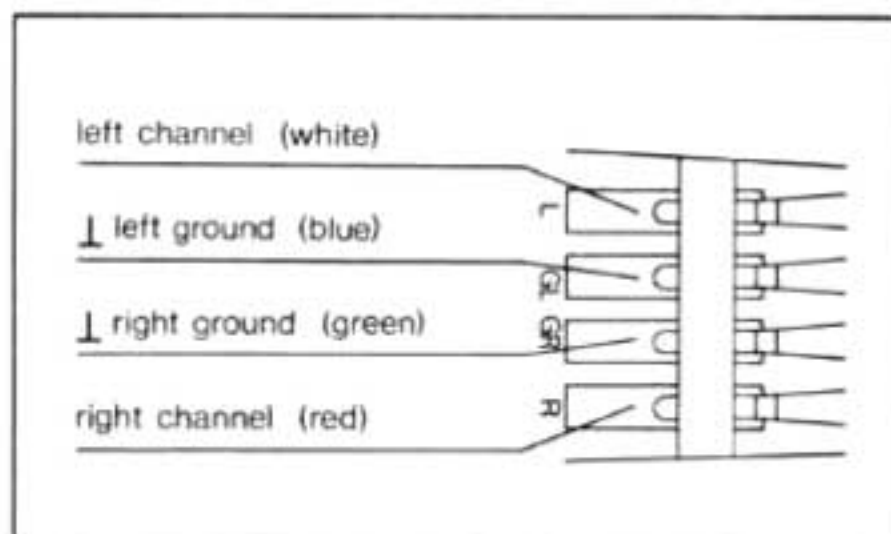 left channel (white)
L
⊥ left ground (blue)
GL
⊥ right ground (green)
GR
right channel (red)
R